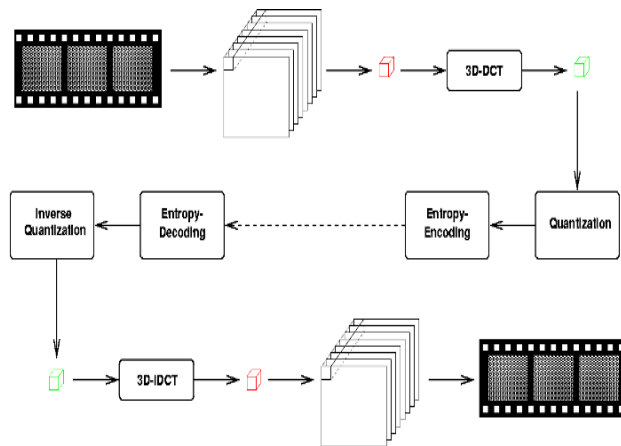 3D-DCT
Inverse
Quantization
Entropy-
Decoding
Entropy-
Encoding
Quantization
3D-IDCT